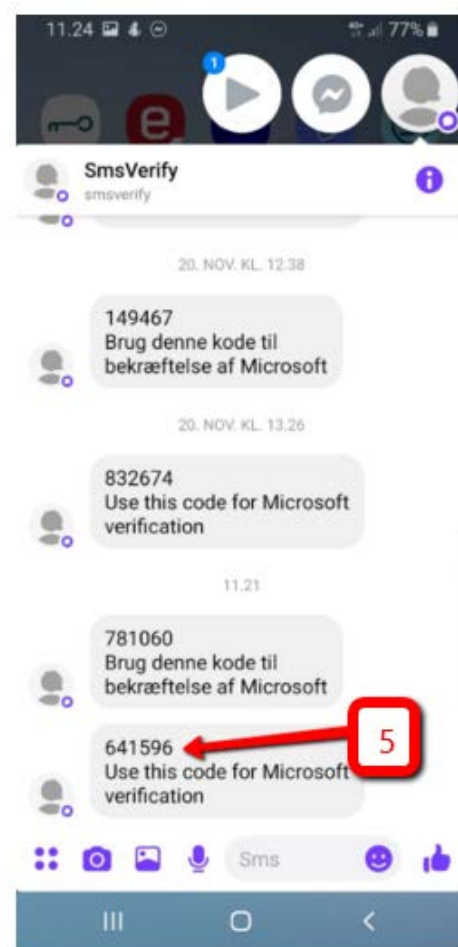 11.24
77%
1
e
SmsVerify
smsverify
20. NOV. KL. 12.38
149467
Brug denne kode til
bekræftelse af Microsoft
20. NOV. KL. 13.26
832674
Use this code for Microsoft
verification
11.21
781060
Brug denne kode til
bekræftelse af Microsoft
641596
5
Use this code for Microsoft
verification
Sms